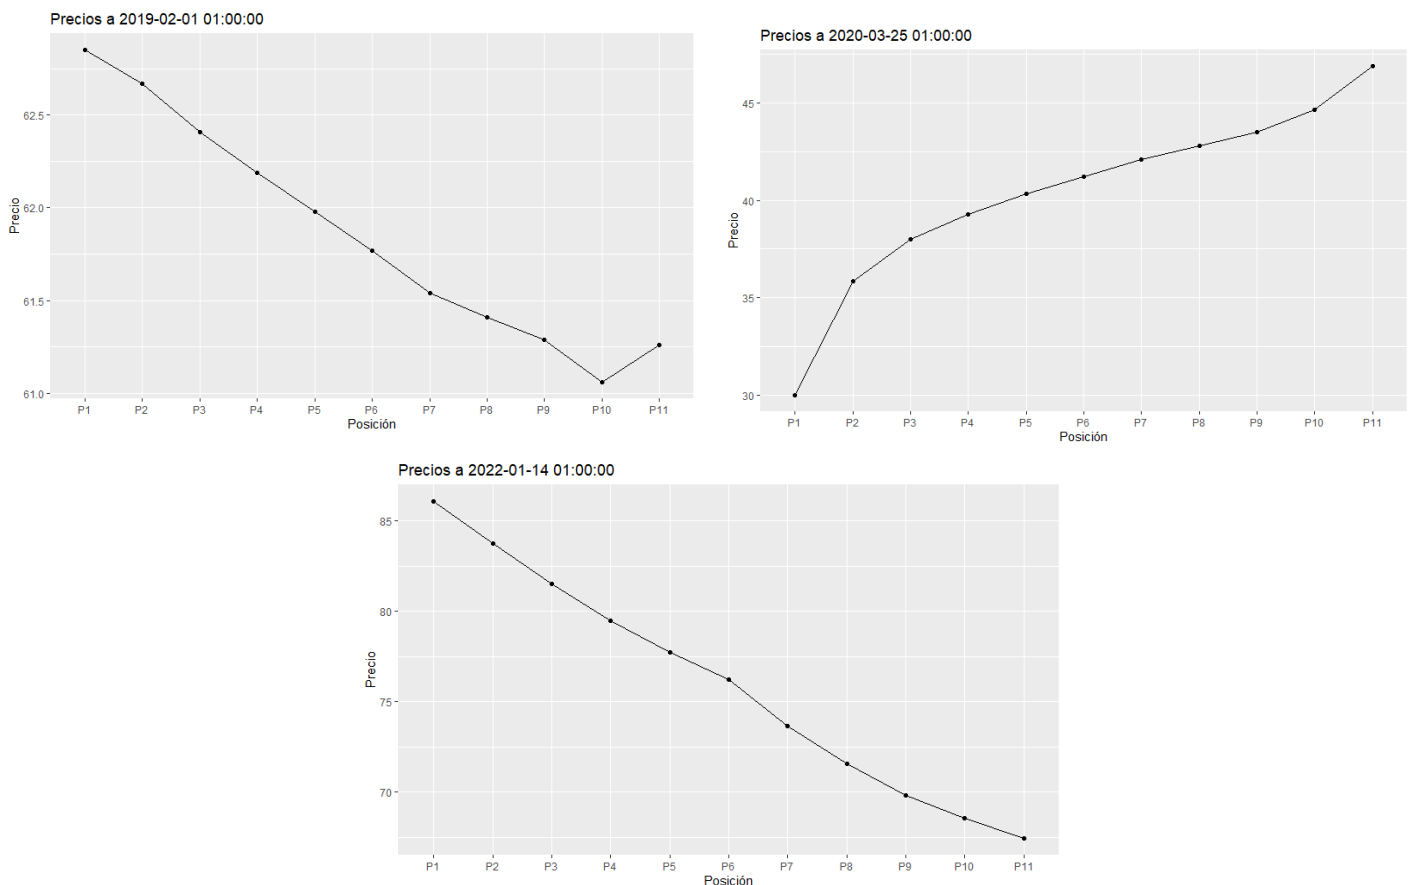 Precios a 2019-02-01 01:00:00
Precio
62.5
62.0
61.5
61.0
P1 P2 P3 P4 P5 P6 P7 P8 P9 P10 P11
Posición
Precios a 2020-03-25 01:00:00
Precio
45
40
35
30
P1 P2 P3 P4 P5 P6 P7 P8 P9 P10 P11
Posición
Precios a 2022-01-14 01:00:00
Precio
85
80
75
70
P1 P2 P3 P4 P5 P6 P7 P8 P9 P10 P11
Posición